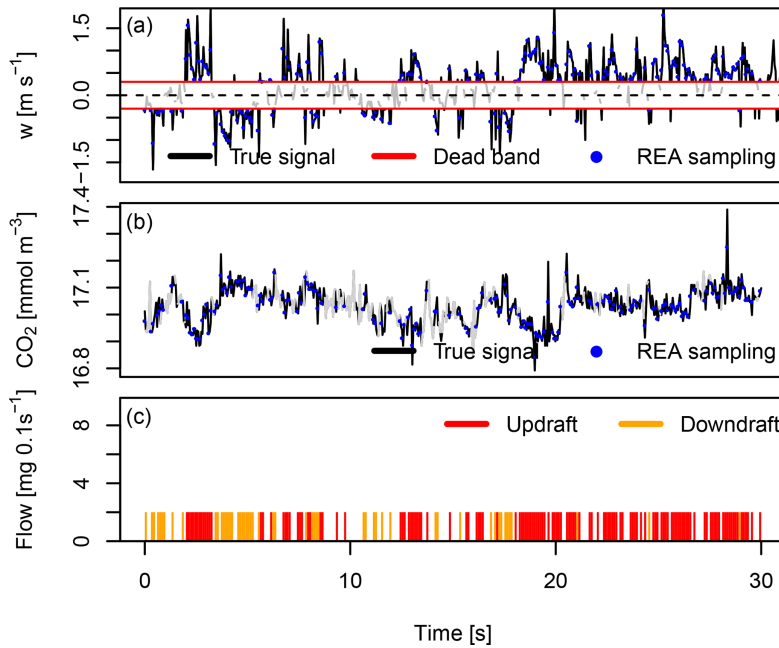 (a)
1.5
0.0
−1.5
w [m s⁻¹]
True signal
Dead band
REA sampling
(b)
17.4
17.1
16.8
CO₂ [mmol m⁻³]
True signal
REA sampling
(c)
8
4
0
Flow [mg 0.1s⁻¹]
Updraft
Downdraft
0 10 20 30
Time [s]